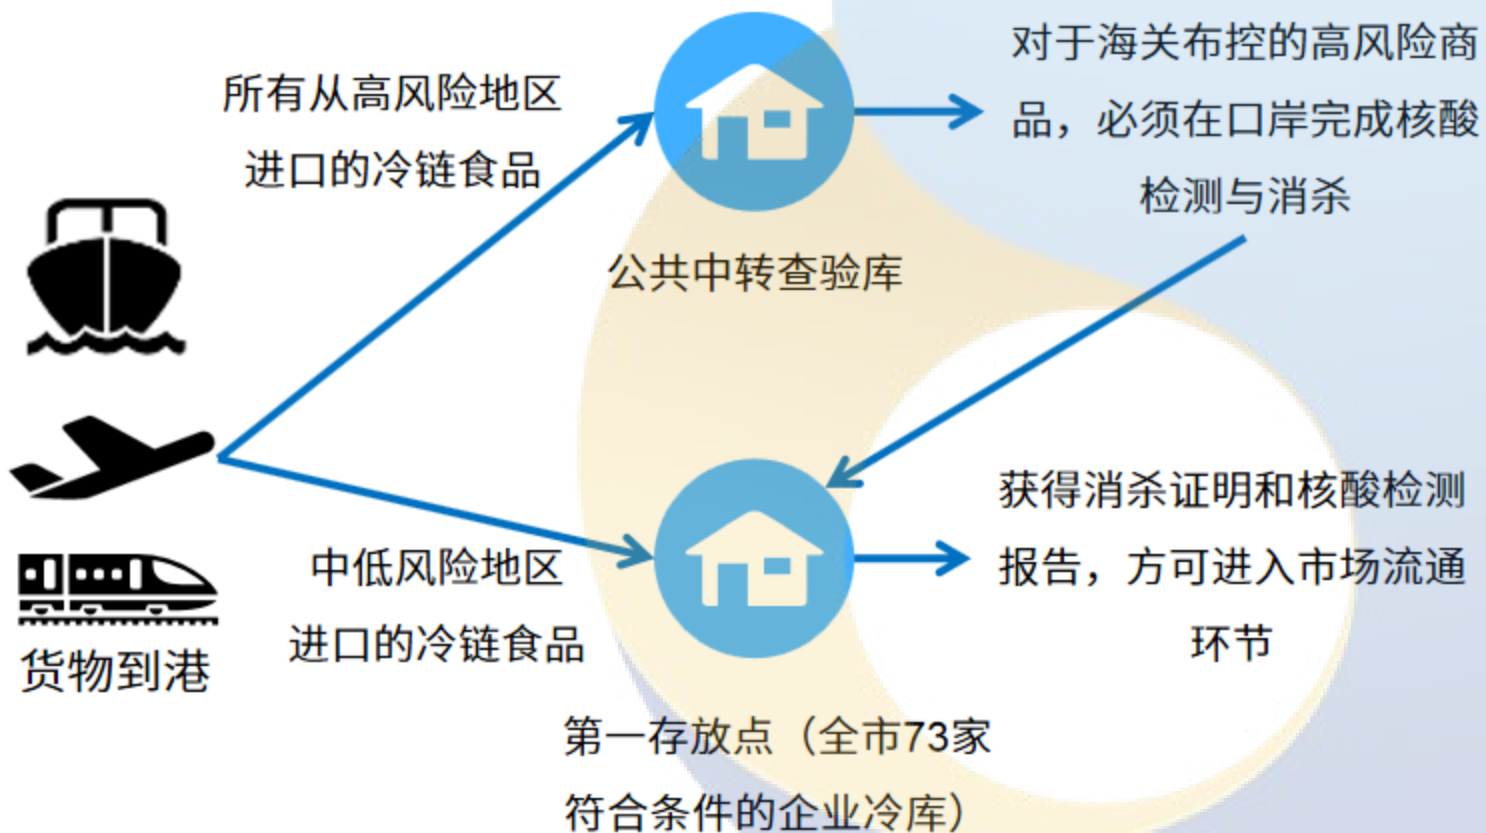 所有从高风险地区
进口的冷链食品
对于海关布控的高风险商
品，必须在口岸完成核酸
检测与消杀
公共中转查验库
货物到港
中低风险地区
进口的冷链食品
获得消杀证明和核酸检测
报告，方可进入市场流通
环节
第一存放点（全市73家
符合条件的企业冷库）